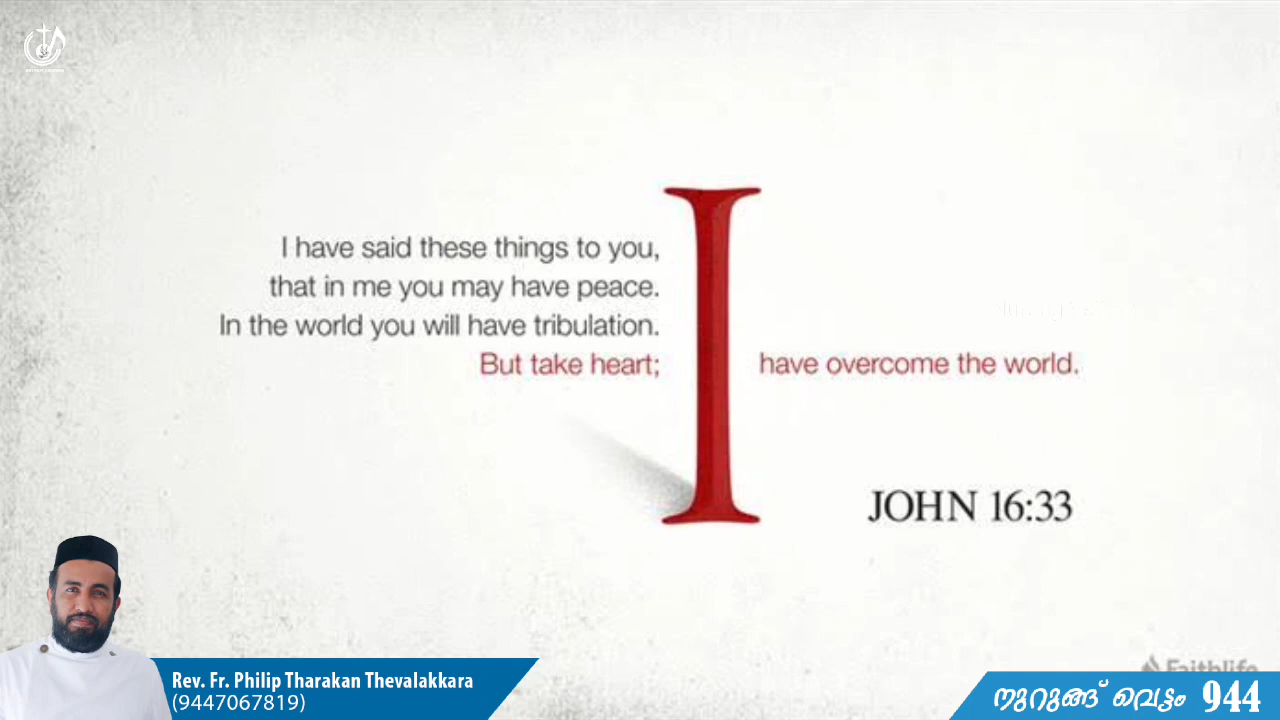 I have said these things to you,
that in me you may have peace.
In the world you will have tribulation.
But take heart; I have overcome the world.
JOHN 16:33
Faithlife
Rev. Fr. Philip Tharakan Thevalakkara
(9447067819)
നുറുങ്ങ് വെട്ടം 944